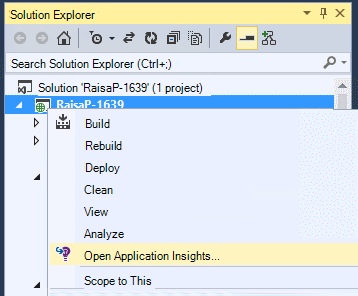 Solution Explorer
Search Solution Explorer (Ctrl+;)
Solution 'RaisaP-1639' (1 project)
RaisaP-1639
Build
Rebuild
Deploy
Clean
View
Analyze
Open Application Insights...
Scope to This